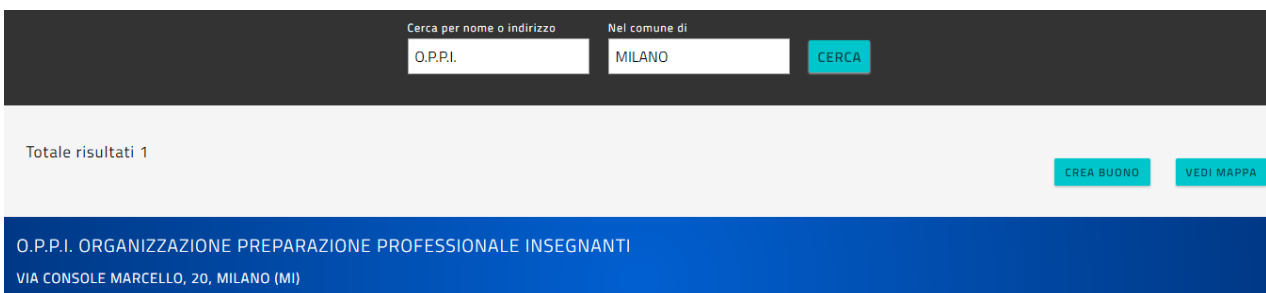 Cerca per nome o indirizzo
Nel comune di
O.P.P.I.
MILANO
CERCA
Totale risultati 1
CREA BUONO
VEDI MAPPA
O.P.P.I. ORGANIZZAZIONE PREPARAZIONE PROFESSIONALE INSEGNANTI
VIA CONSOLE MARCELLO, 20, MILANO (MI)